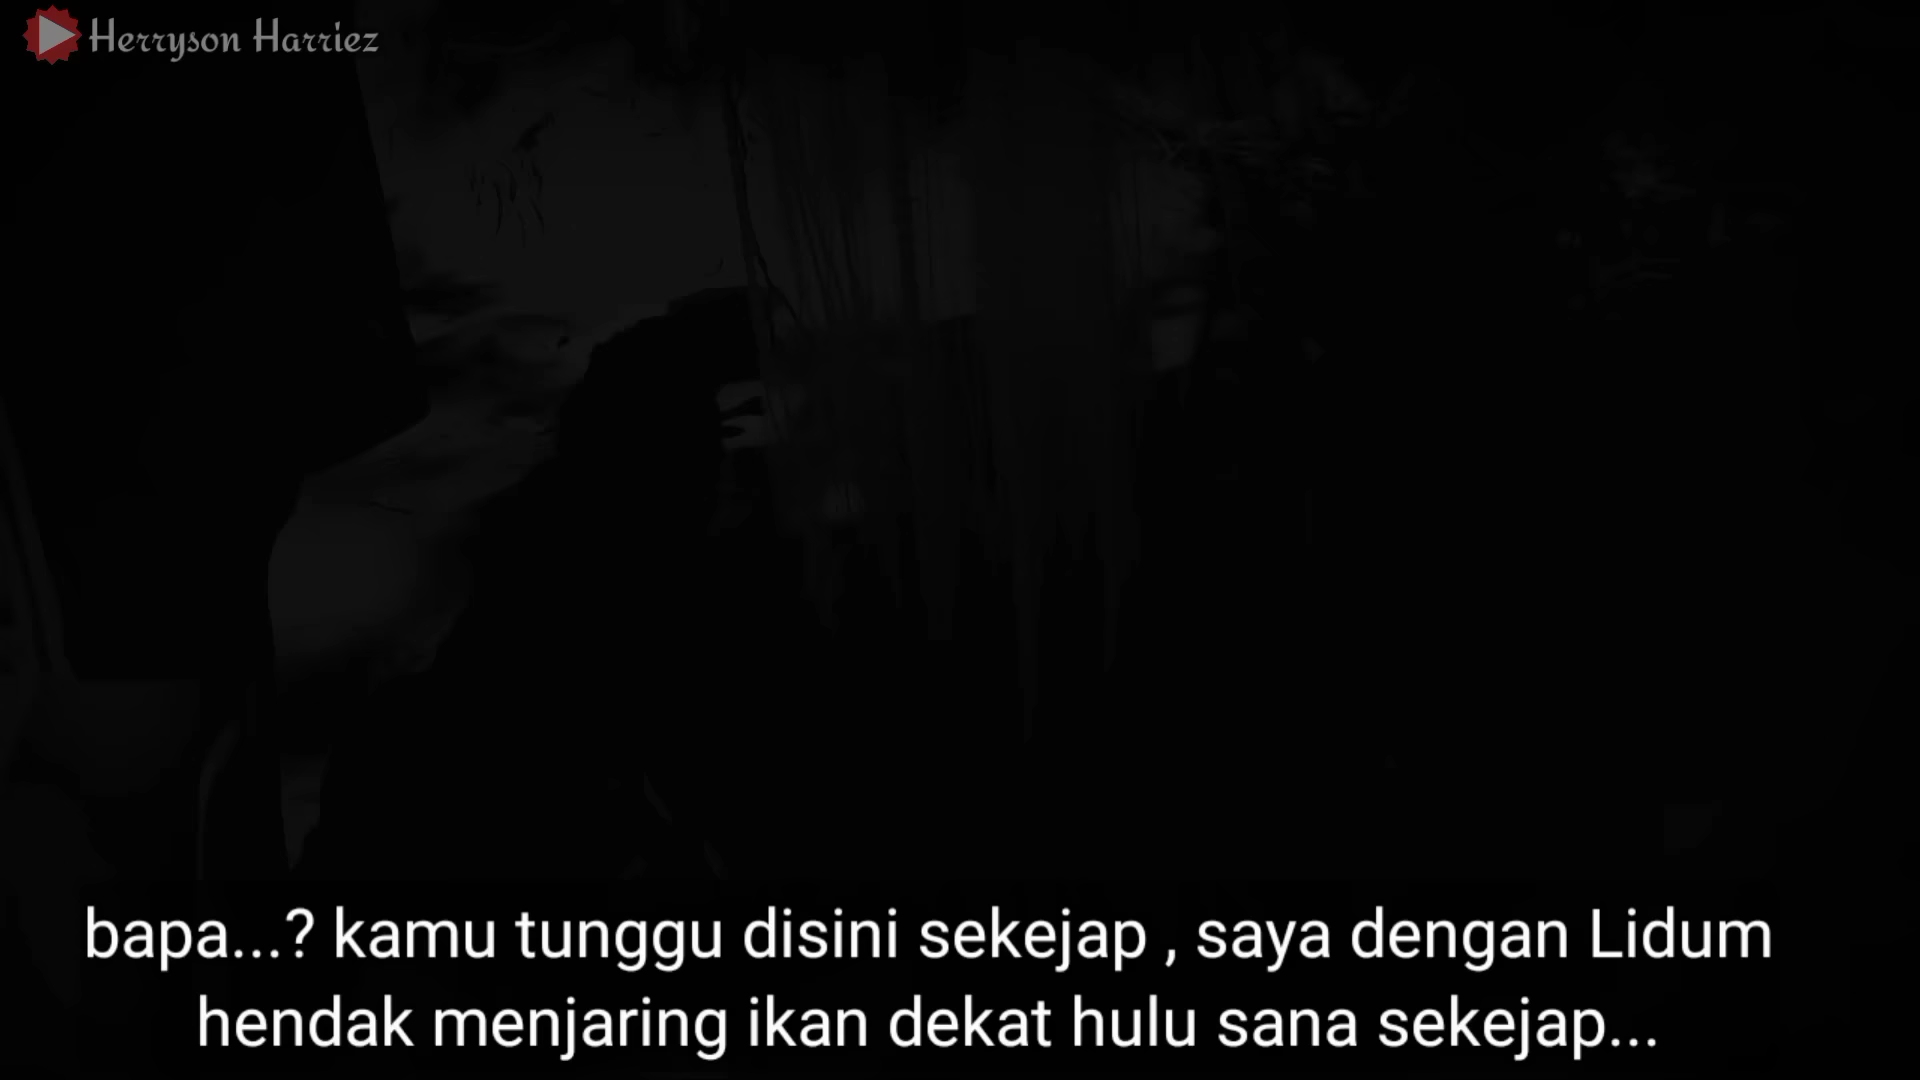 Herryson Harriez
bapa...? kamu tunggu disini sekejap , saya dengan Lidum
hendak menjaring ikan dekat hulu sana sekejap...